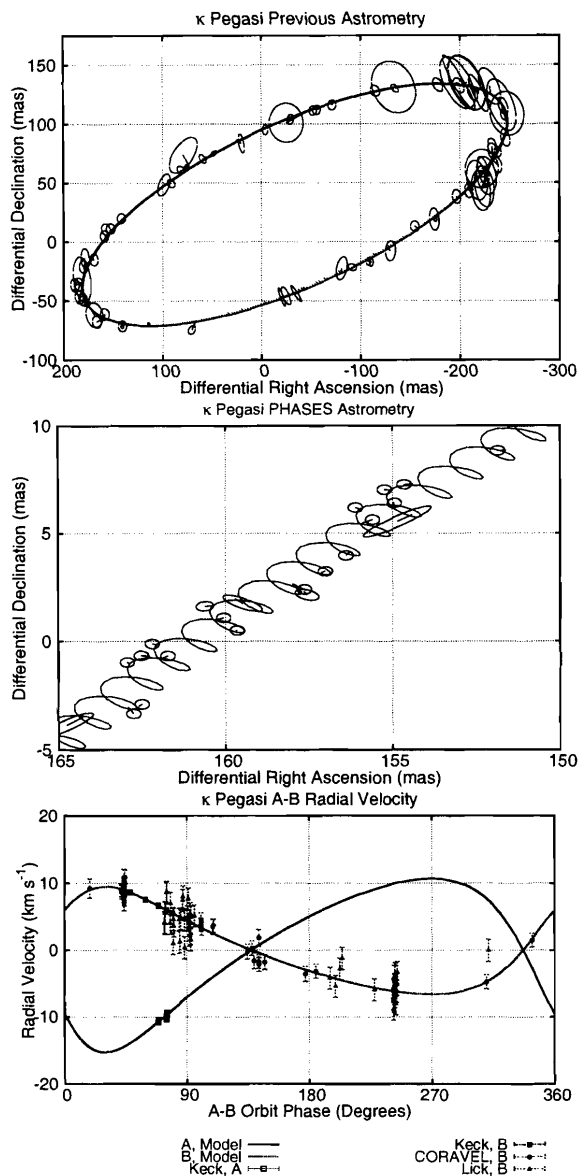 κ Pegasi Previous Astrometry
150
100
50
0
-50
-100
Differential Declination (mas)
200 100 0 -100 -200 -300
Differential Right Ascension (mas)
κ Pegasi PHASES Astrometry
10
5
0
-5
Differential Declination (mas)
165 160 155 150
Differential Right Ascension (mas)
κ Pegasi A-B Radial Velocity
20
10
0
-10
-20
Radial Velocity (km s⁻¹)
0 90 180 270 360
A-B Orbit Phase (Degrees)
A, Model
B, Model
Keck, A
Keck, B
CORAVEL, B
Lick, B